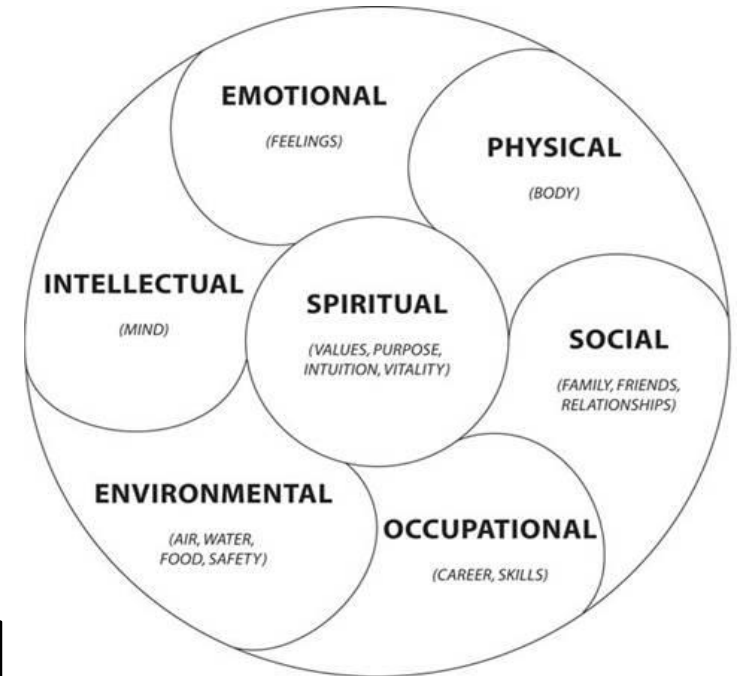 EMOTIONAL
(FEELINGS)
PHYSICAL
(BODY)
INTELLECTUAL
(MIND)
SPIRITUAL
(VALUES, PURPOSE,
INTUITION, VITALITY)
SOCIAL
(FAMILY, FRIENDS,
RELATIONSHIPS)
ENVIRONMENTAL
(AIR, WATER,
FOOD, SAFETY)
OCCUPATIONAL
(CAREER, SKILLS)